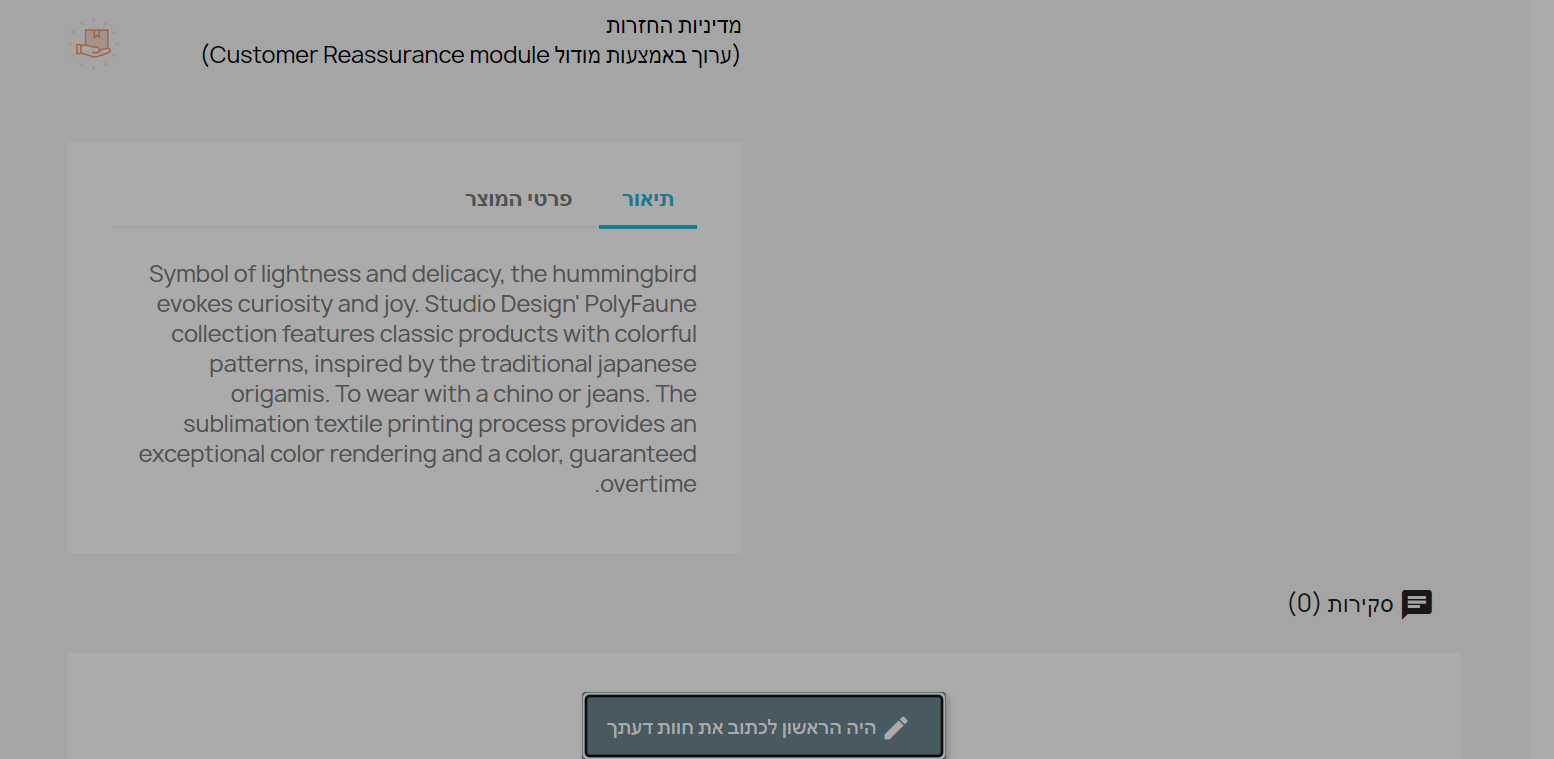 מדיניות החזרות
(ערוך באמצעות מודול Customer Reassurance module)
תיאור
פרטי המוצר
Symbol of lightness and delicacy, the hummingbird
evokes curiosity and joy. Studio Design' PolyFaune
collection features classic products with colorful
patterns, inspired by the traditional japanese
origamis. To wear with a chino or jeans. The
sublimation textile printing process provides an
exceptional color rendering and a color, guaranteed
overtime.
סקירות (0)
היה הראשון לכתוב את חוות דעתך